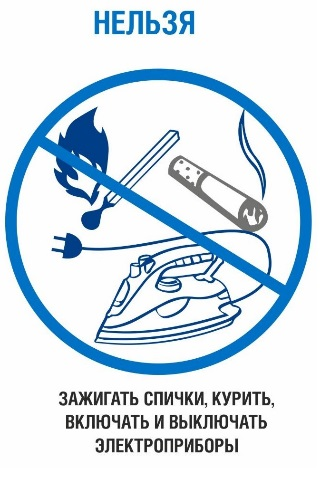 НЕЛЬЗЯ
ЗАЖИГАТЬ СПИЧКИ, КУРИТЬ,
ВКЛЮЧАТЬ И ВЫКЛЮЧАТЬ
ЭЛЕКТРОПРИБОРЫ